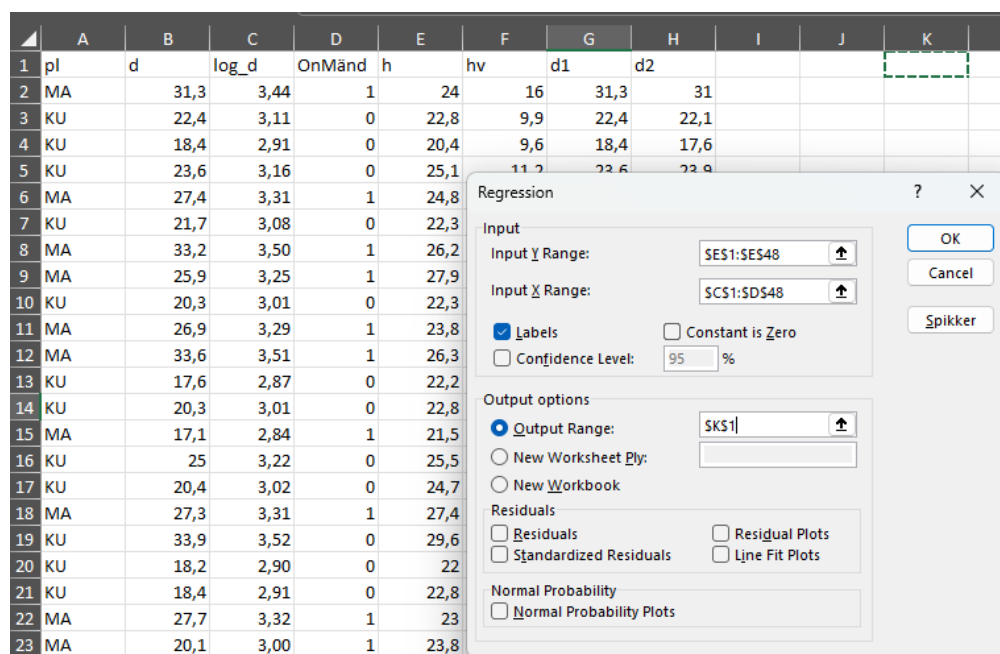 A B C D E F G H I J K
1 pl d log_d OnMänd h hv d1 d2
2 MA 31,3 3,44 1 24 16 31,3 31
3 KU 22,4 3,11 0 22,8 9,9 22,4 22,1
4 KU 18,4 2,91 0 20,4 9,6 18,4 17,6
5 KU 23,6 3,16 0 25,1 11,2 23,6 23,9
6 MA 27,4 3,31 1 24,8
7 KU 21,7 3,08 0 22,3
8 MA 33,2 3,50 1 26,2
9 MA 25,9 3,25 1 27,9
10 KU 20,3 3,01 0 22,3
11 MA 26,9 3,29 1 23,8
12 MA 33,6 3,51 1 26,3
13 KU 17,6 2,87 0 22,2
14 KU 20,3 3,01 0 22,8
15 MA 17,1 2,84 1 21,5
16 KU 25 3,22 0 25,5
17 KU 20,4 3,02 0 24,7
18 MA 27,3 3,31 1 27,4
19 KU 33,9 3,52 0 29,6
20 KU 18,2 2,90 0 22
21 KU 18,4 2,91 0 22,8
22 MA 27,7 3,32 1 23
23 MA 20,1 3,00 1 23,8
Regression ?
Input
Input Y Range: $E$1:$E$48
Input X Range: $C$1:$D$48
Labels Constant is Zero
Confidence Level: 95 %
Output options
Output Range: $K$1
New Worksheet Ply:
New Workbook
Residuals
Residuals Residual Plots
Standardized Residuals Line Fit Plots
Normal Probability
Normal Probability Plots
OK
Cancel
Spikker